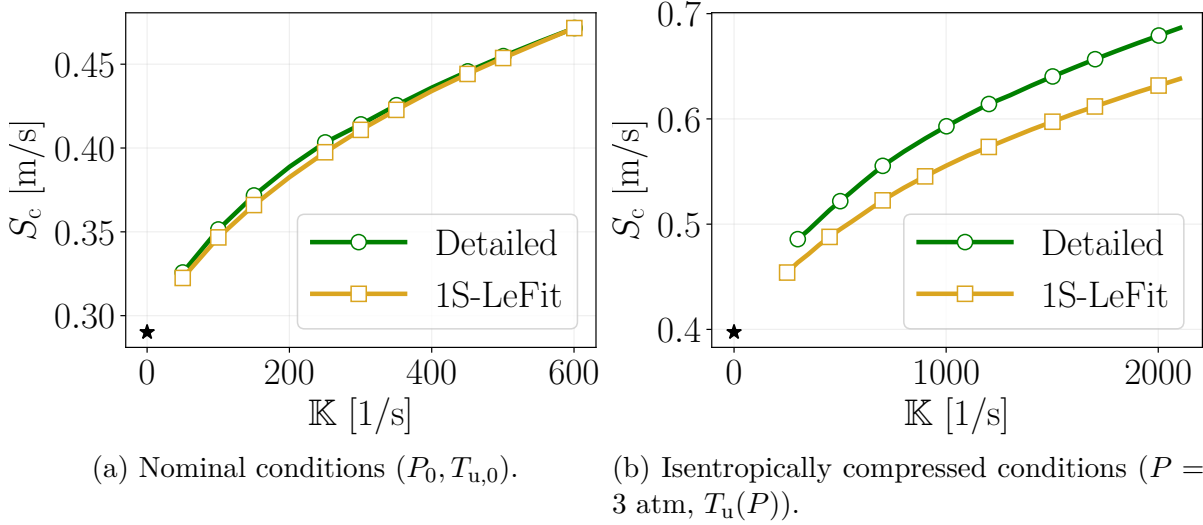 S_c [m/s]
0.45
0.40
0.35
0.30
Detailed
1S-LeFit
0 200 400 600
𝕂 [1/s]
(a) Nominal conditions (P_0, T_{u,0}).
S_c [m/s]
0.7
0.6
0.5
0.4
Detailed
1S-LeFit
0 1000 2000
𝕂 [1/s]
(b) Isentropically compressed conditions (P =
3 atm, T_u(P)).